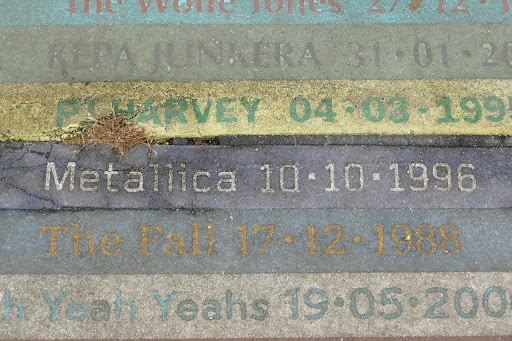 The Wolfe Tones 27·12·1
KEPA JUNKERA 31·01·20
PJ HARVEY 04·03·1995
Metallica 10·10·1996
The Fall 17·12·1988
h Yeah Yeahs 19·05·200